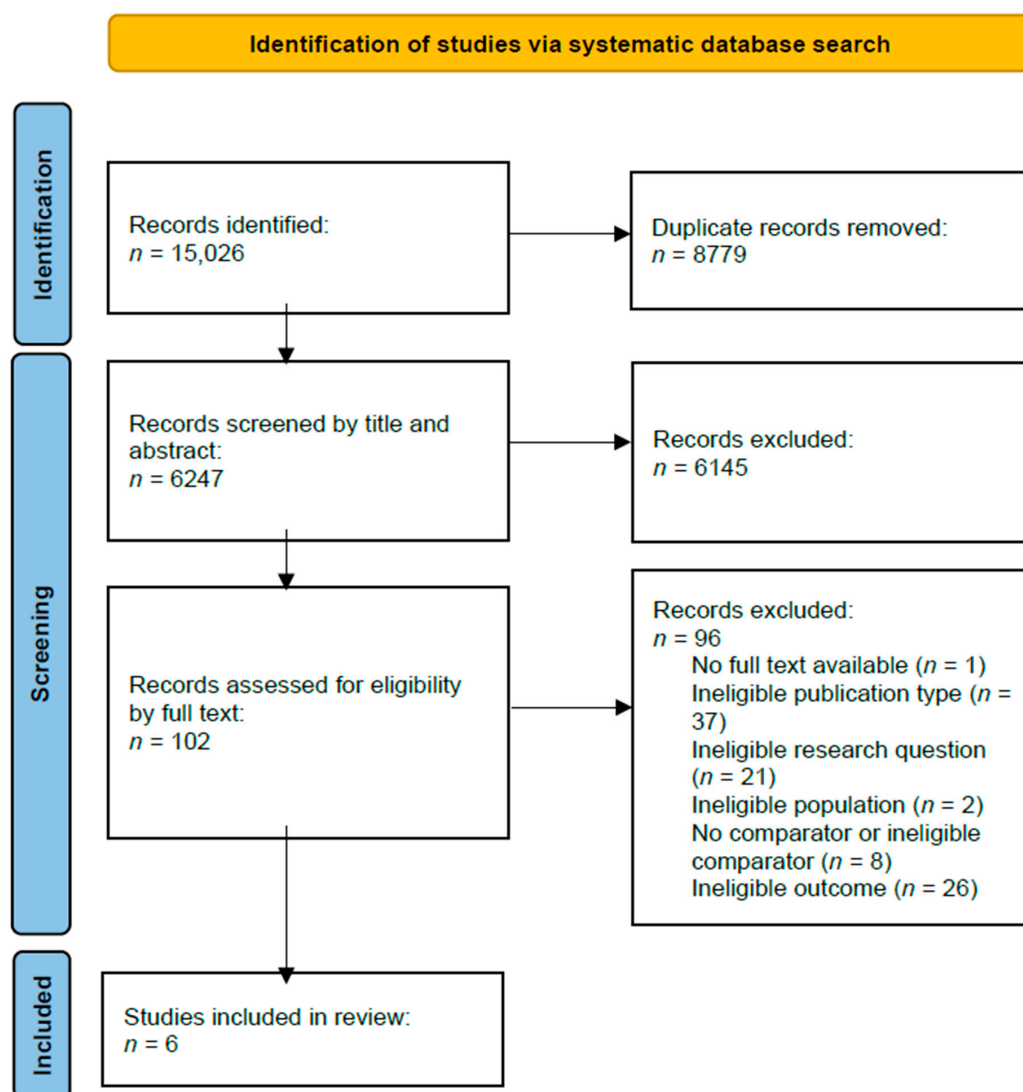 Identification of studies via systematic database search
Identification
Records identified:
n = 15,026
Duplicate records removed:
n = 8779
Screening
Records screened by title and
abstract:
n = 6247
Records excluded:
n = 6145
Records assessed for eligibility
by full text:
n = 102
Records excluded:
n = 96
No full text available (n = 1)
Ineligible publication type (n =
37)
Ineligible research question
(n = 21)
Ineligible population (n = 2)
No comparator or ineligible
comparator (n = 8)
Ineligible outcome (n = 26)
Included
Studies included in review:
n = 6